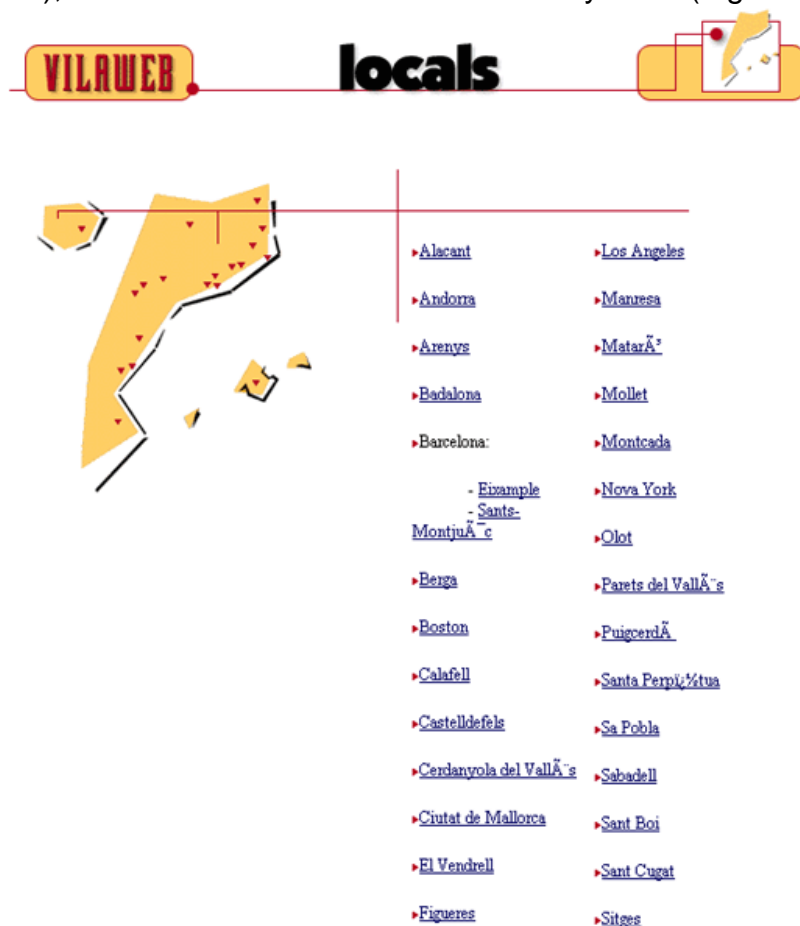 VILAWEB
locals
Alacant
Andorra
Arenys
Badalona
Barcelona:
- Eixample
- Sants-
MontjuÃ¯c
Berga
Boston
Calafell
Castelldefels
Cerdanyola del VallÃ¨s
Ciutat de Mallorca
El Vendrell
Figueres
Los Angeles
Manresa
MatarÃ³
Mollet
Montcada
Nova York
Olot
Parets del VallÃ¨s
PuigcerdÃ
Santa Perpï¿½tua
Sa Pobla
Sabadell
Sant Boi
Sant Cugat
Sitges